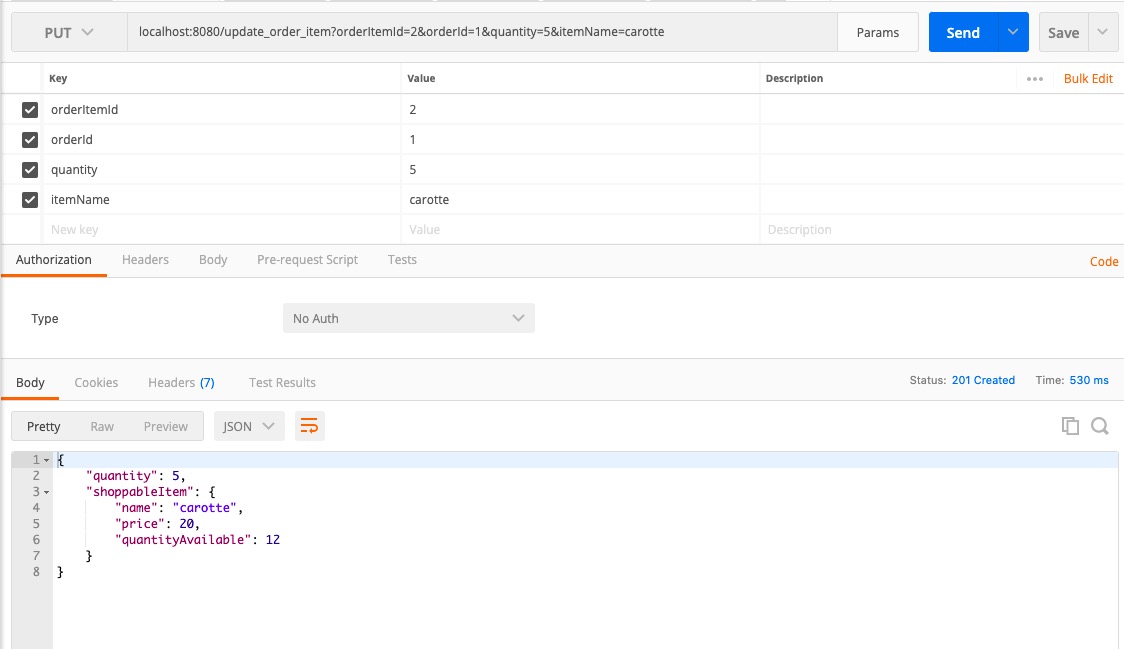 PUT localhost:8080/update_order_item?orderItemId=2&orderId=1&quantity=5&itemName=carotte Params Send Save
Key Value Description Bulk Edit
orderItemId 2
orderId 1
quantity 5
itemName carotte
New key Value Description
Authorization Headers Body Pre-request Script Tests Code
Type No Auth
Body Cookies Headers (7) Test Results Status: 201 Created Time: 530 ms
Pretty Raw Preview JSON
1 {
2 "quantity": 5,
3 "shoppableItem": {
4 "name": "carotte",
5 "price": 20,
6 "quantityAvailable": 12
7 }
8 }